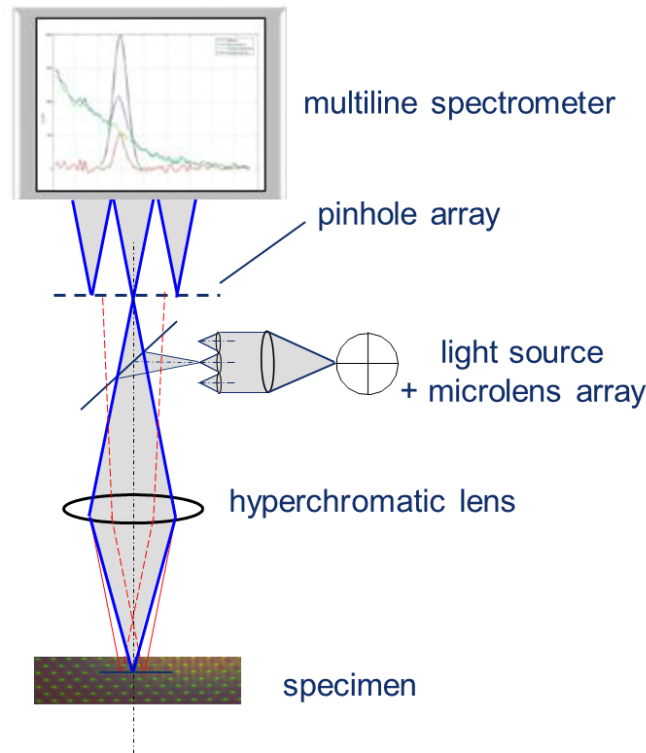 multiline spectrometer
pinhole array
light source
+ microlens array
hyperchromatic lens
specimen